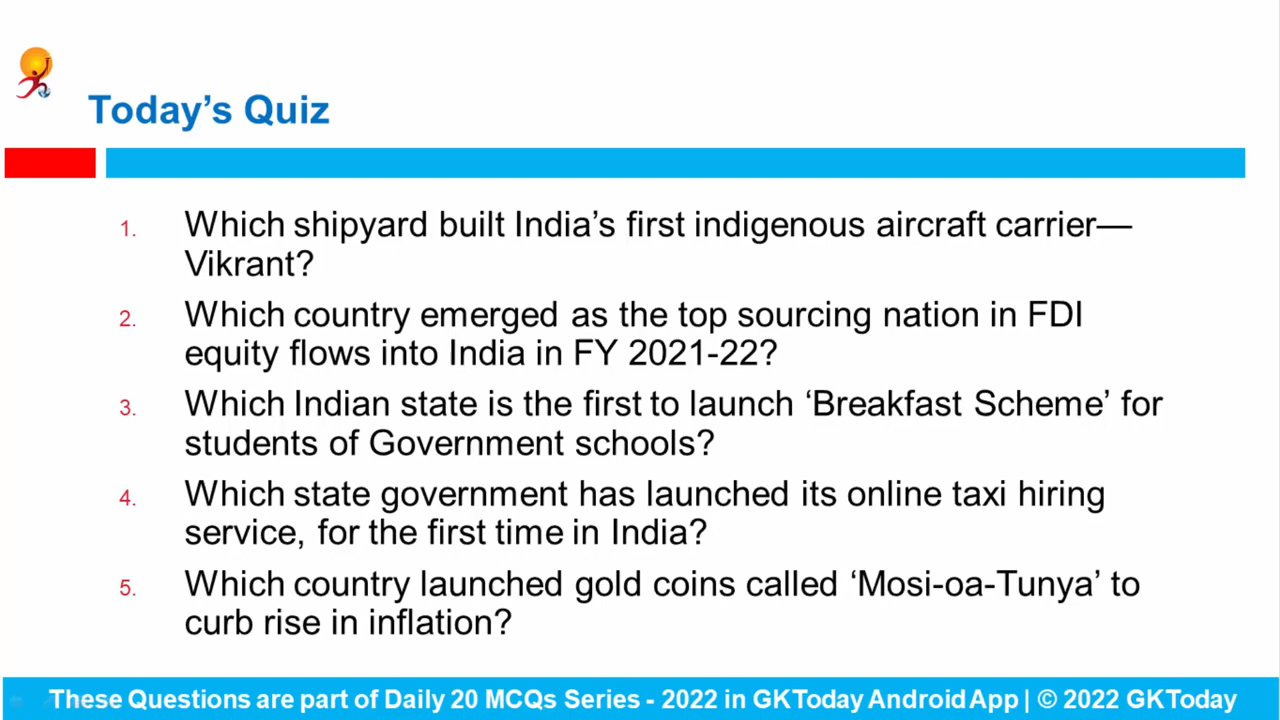 Today’s Quiz
1. Which shipyard built India’s first indigenous aircraft carrier—
Vikrant?
2. Which country emerged as the top sourcing nation in FDI
equity flows into India in FY 2021-22?
3. Which Indian state is the first to launch ‘Breakfast Scheme’ for
students of Government schools?
4. Which state government has launched its online taxi hiring
service, for the first time in India?
5. Which country launched gold coins called ‘Mosi-oa-Tunya’ to
curb rise in inflation?
These Questions are part of Daily 20 MCQs Series - 2022 in GKToday Android App | © 2022 GKToday